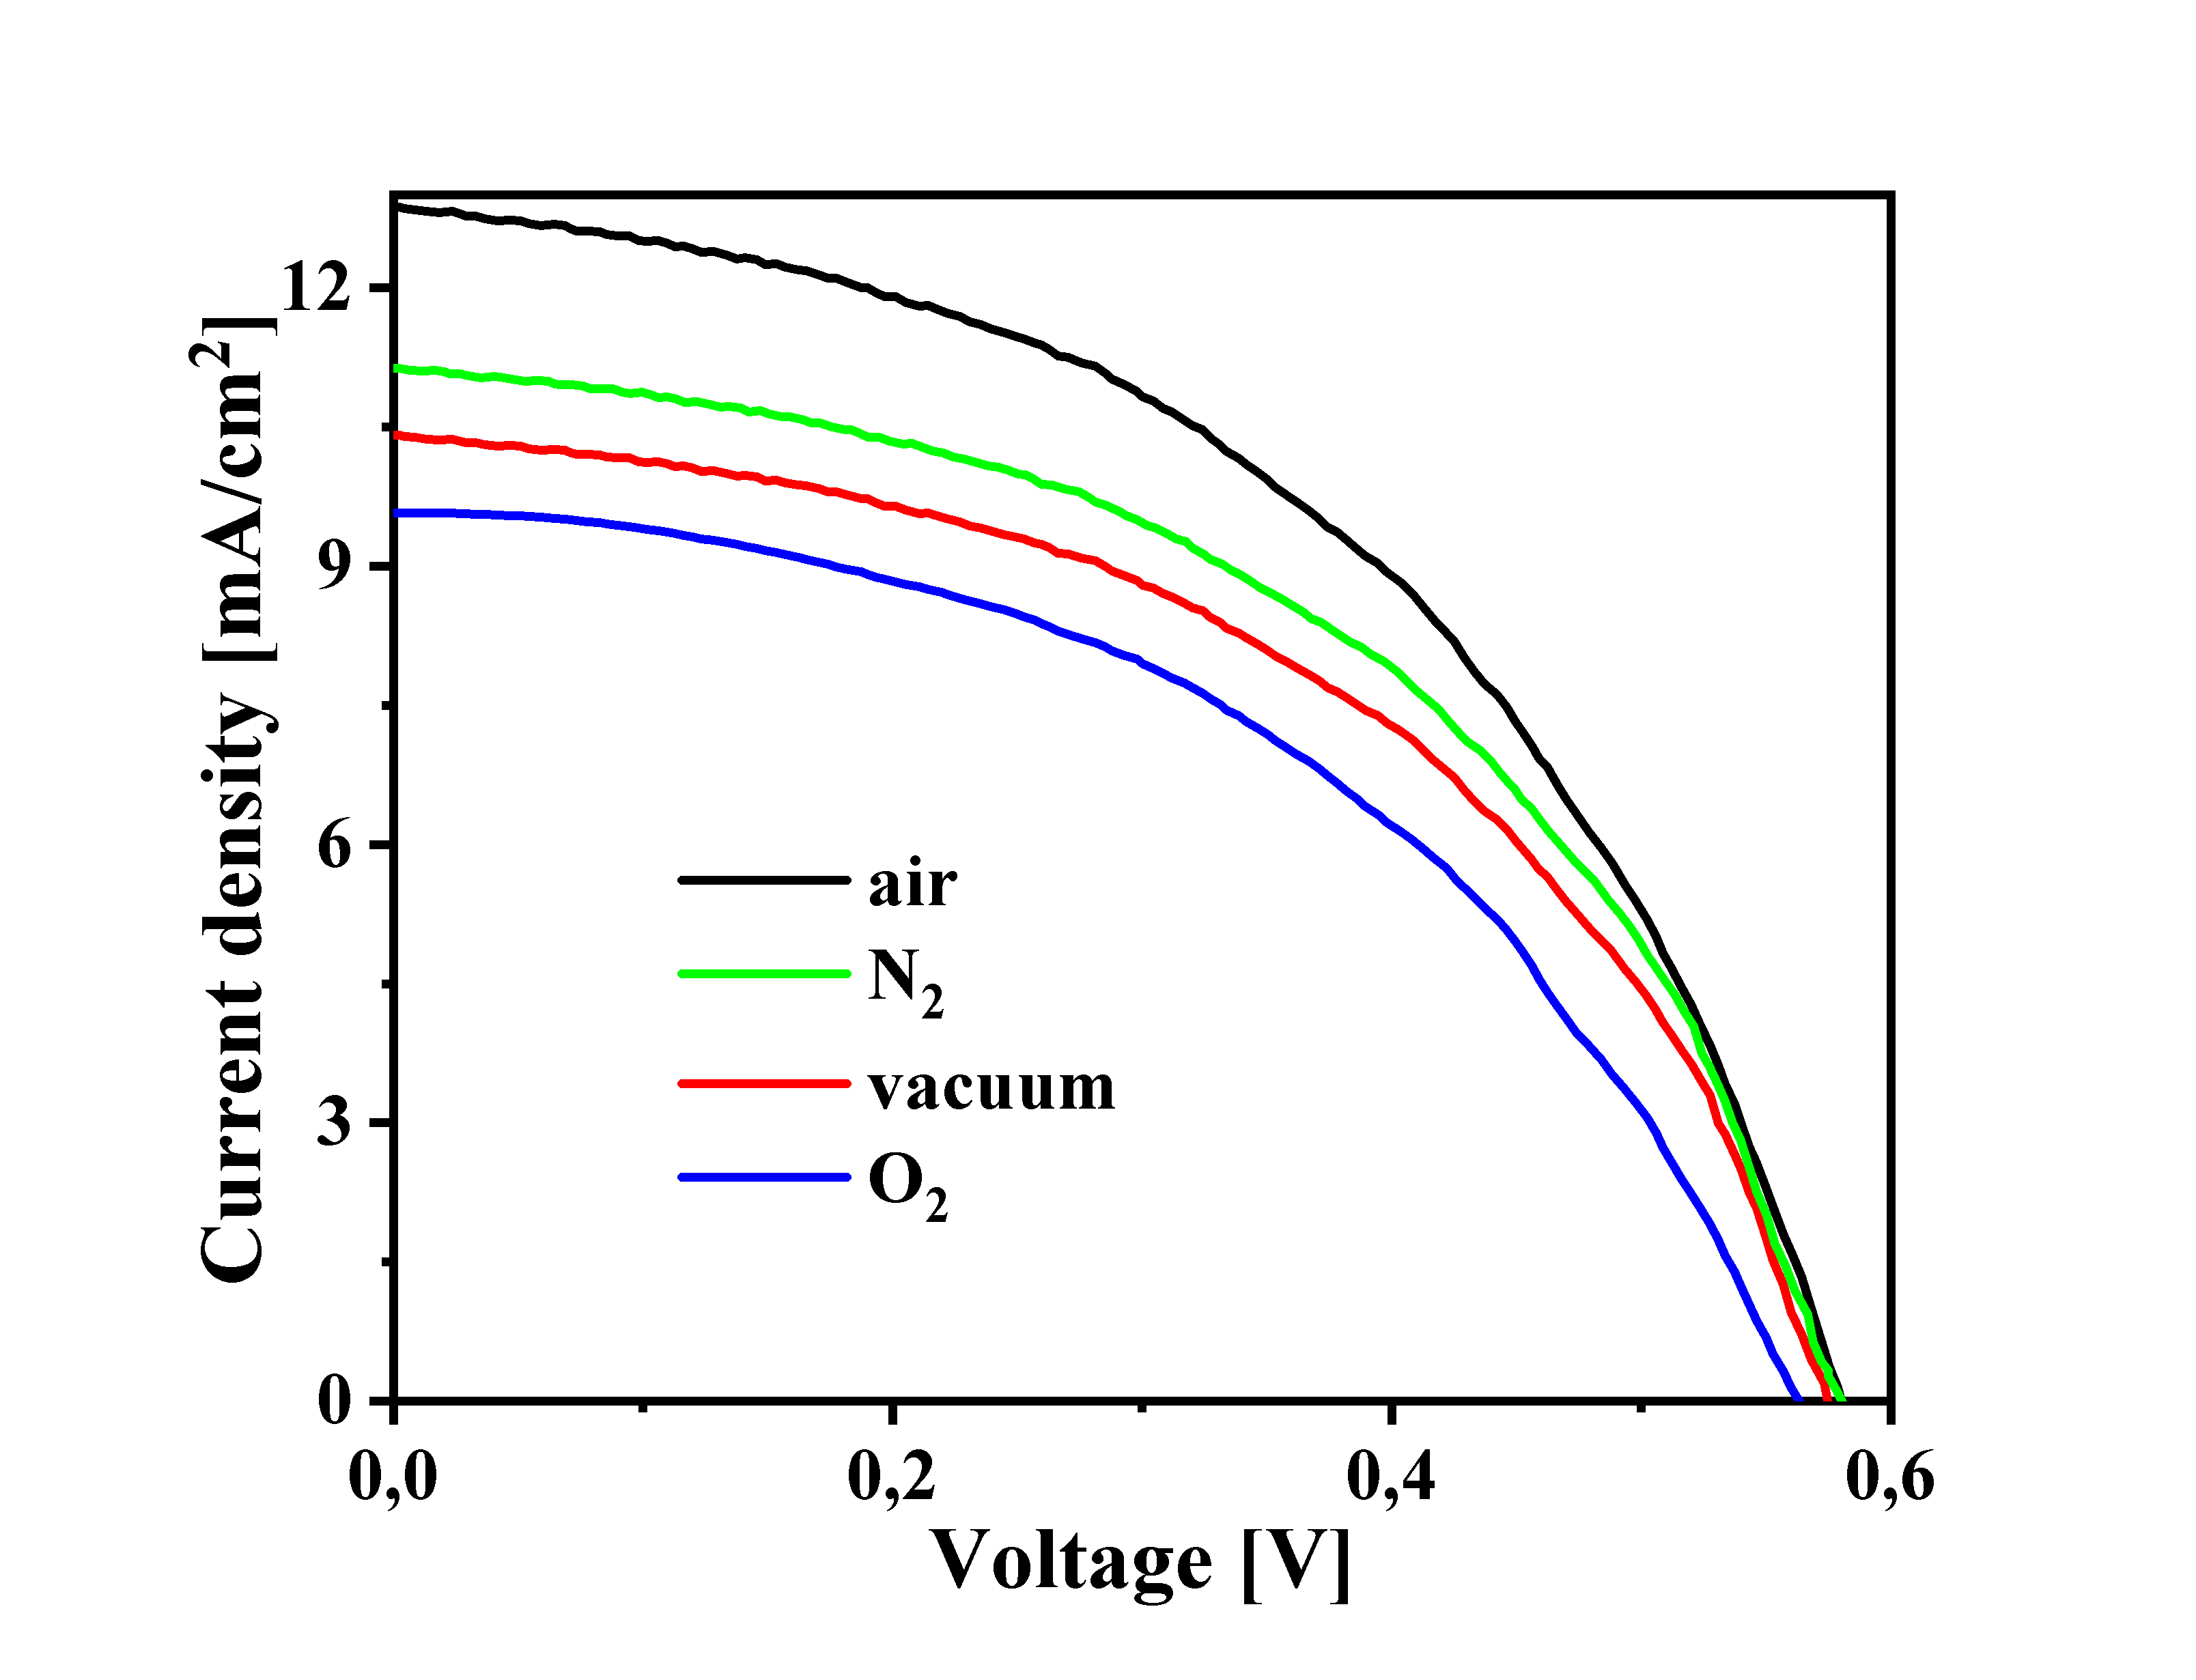 Current density [mA/cm²]
12
9
6
3
0
air
N₂
vacuum
O₂
0,0 0,2 0,4 0,6
Voltage [V]